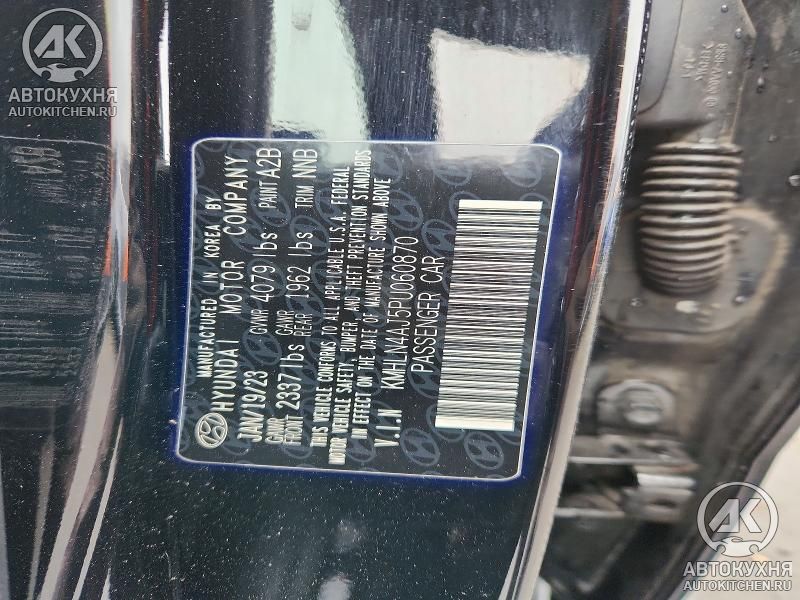 АВТОКУХНЯ
AUTOKITCHEN.RU
MANUFACTURED IN KOREA BY
HYUNDAI MOTOR COMPANY
JAN/19/23 GVWR 4079 lbs PAINT A2B
GAWR FRONT 2337 lbs GAWR REAR 1962 lbs TRIM NNB
THIS VEHICLE CONFORMS TO ALL APPLICABLE U.S.A. FEDERAL
MOTOR VEHICLE SAFETY, BUMPER, AND THEFT PREVENTION STANDARDS
IN EFFECT ON THE DATE OF MANUFACTURE SHOWN ABOVE
V.I.N KMHLN4AJ5PU060870
PASSENGER CAR
АВТОКУХНЯ
AUTOKITCHEN.RU